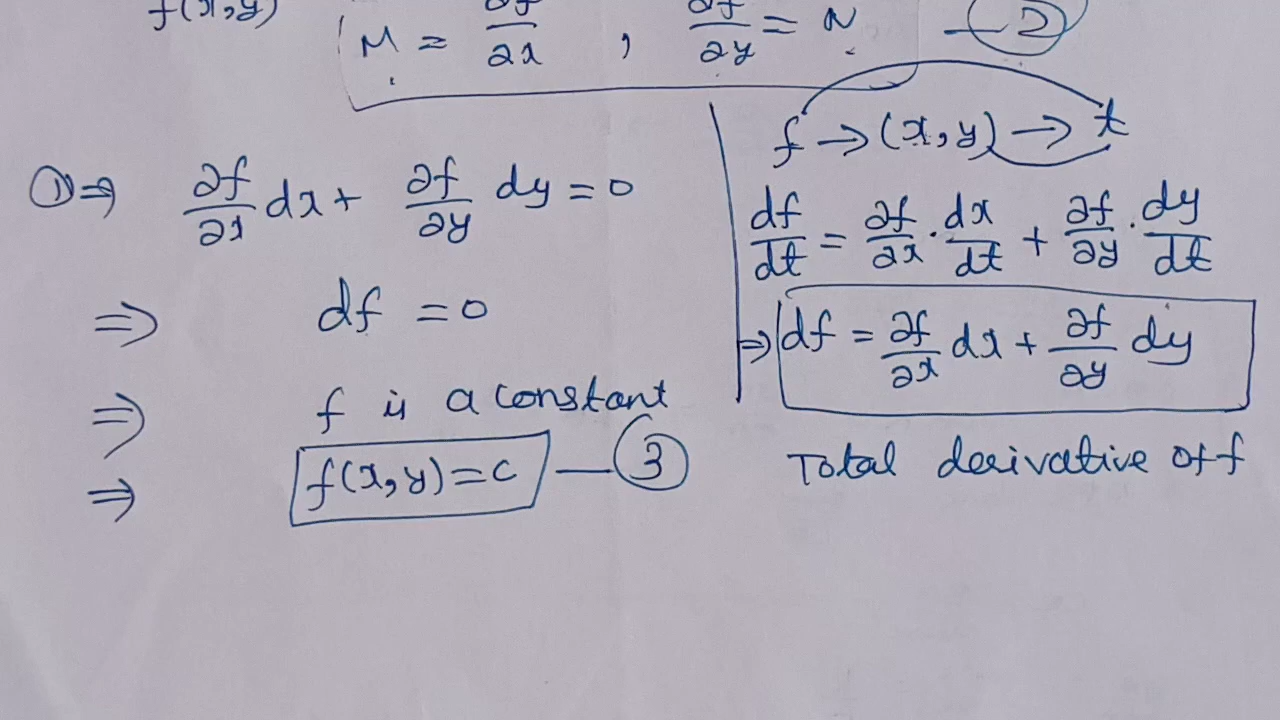 f(x,y)
M = ∂f/∂x , ∂f/∂y = N — ②
① ⇒ ∂f/∂x dx + ∂f/∂y dy = 0
⇒ df = 0
⇒ f is a constant
⇒ f(x,y) = c — ③
f → (x,y) → t
df/dt = ∂f/∂x · dx/dt + ∂f/∂y · dy/dt
⇒ df = ∂f/∂x dx + ∂f/∂y dy
Total derivative of f